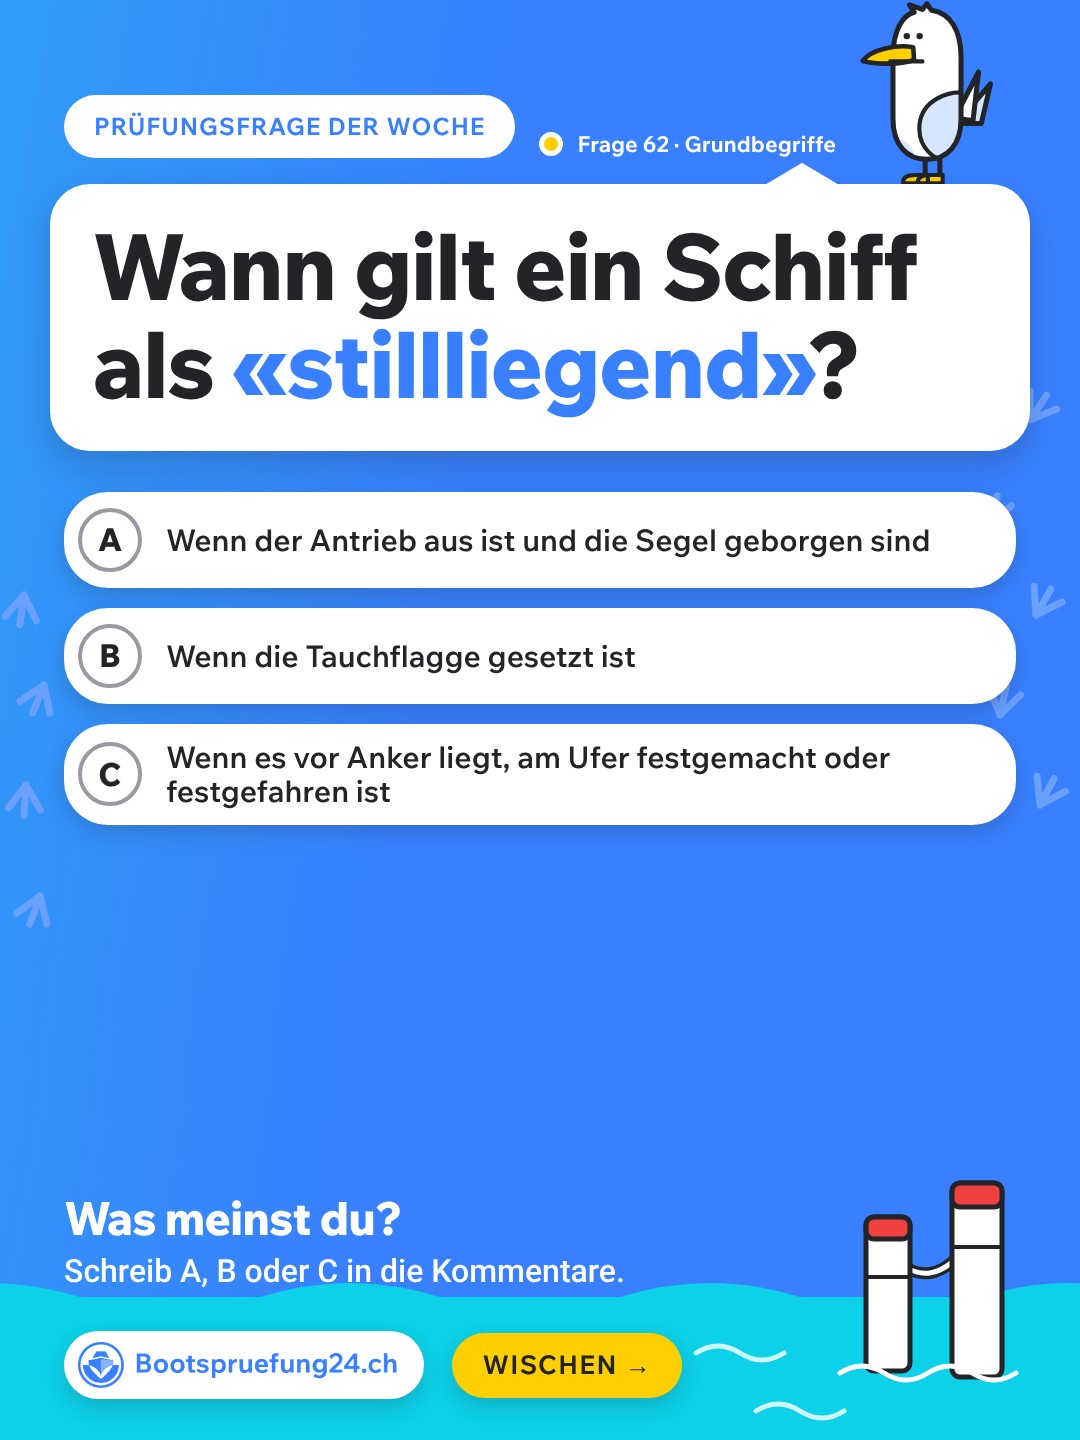 PRÜFUNGSFRAGE DER WOCHE
Frage 62 · Grundbegriffe
Wann gilt ein Schiff
als «stillliegend»?
A Wenn der Antrieb aus ist und die Segel geborgen sind
B Wenn die Tauchflagge gesetzt ist
C Wenn es vor Anker liegt, am Ufer festgemacht oder
festgefahren ist
Was meinst du?
Schreib A, B oder C in die Kommentare.
Bootspruefung24.ch
WISCHEN →